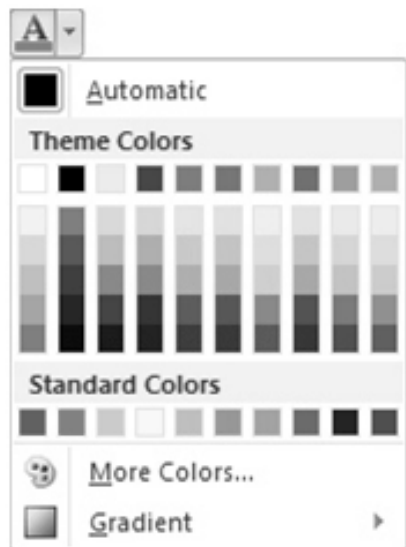 A
Automatic
Theme Colors
Standard Colors
More Colors...
Gradient